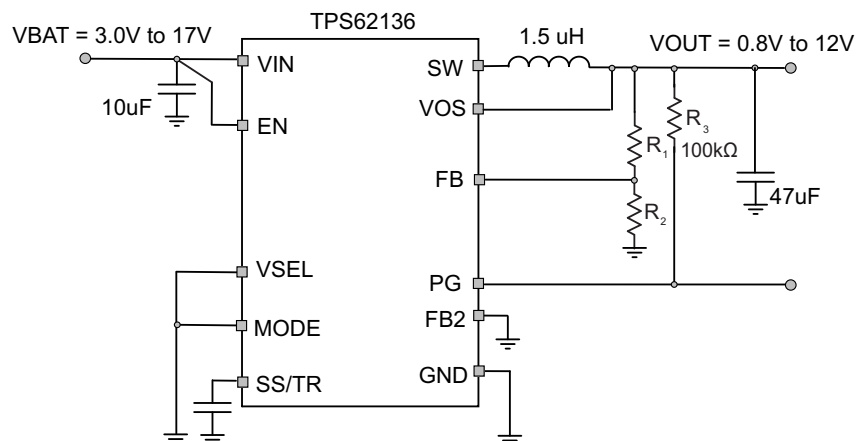 TPS62136
VBAT = 3.0V to 17V
1.5 uH
VOUT = 0.8V to 12V
VIN
SW
10uF
VOS
R3
EN
R1
100kΩ
FB
R2
47uF
VSEL
PG
MODE
FB2
SS/TR
GND